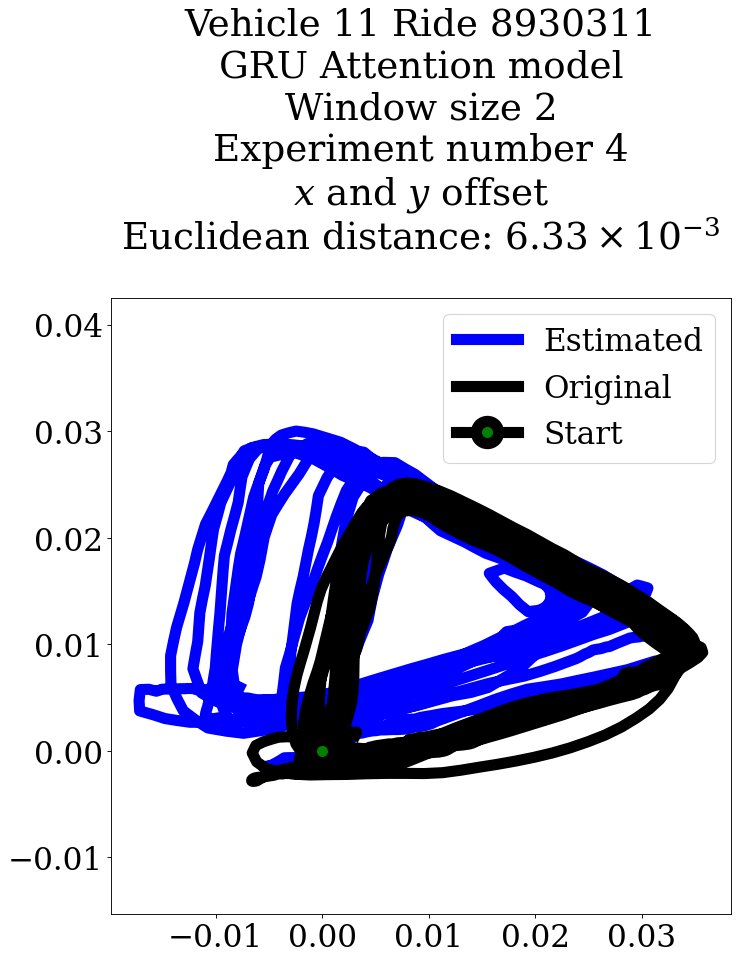 Vehicle 11 Ride 8930311
GRU Attention model
Window size 2
Experiment number 4
x and y offset
Euclidean distance: 6.33 × 10⁻³
Estimated
Original
Start
0.04
0.03
0.02
0.01
0.00
−0.01
−0.01 0.00 0.01 0.02 0.03